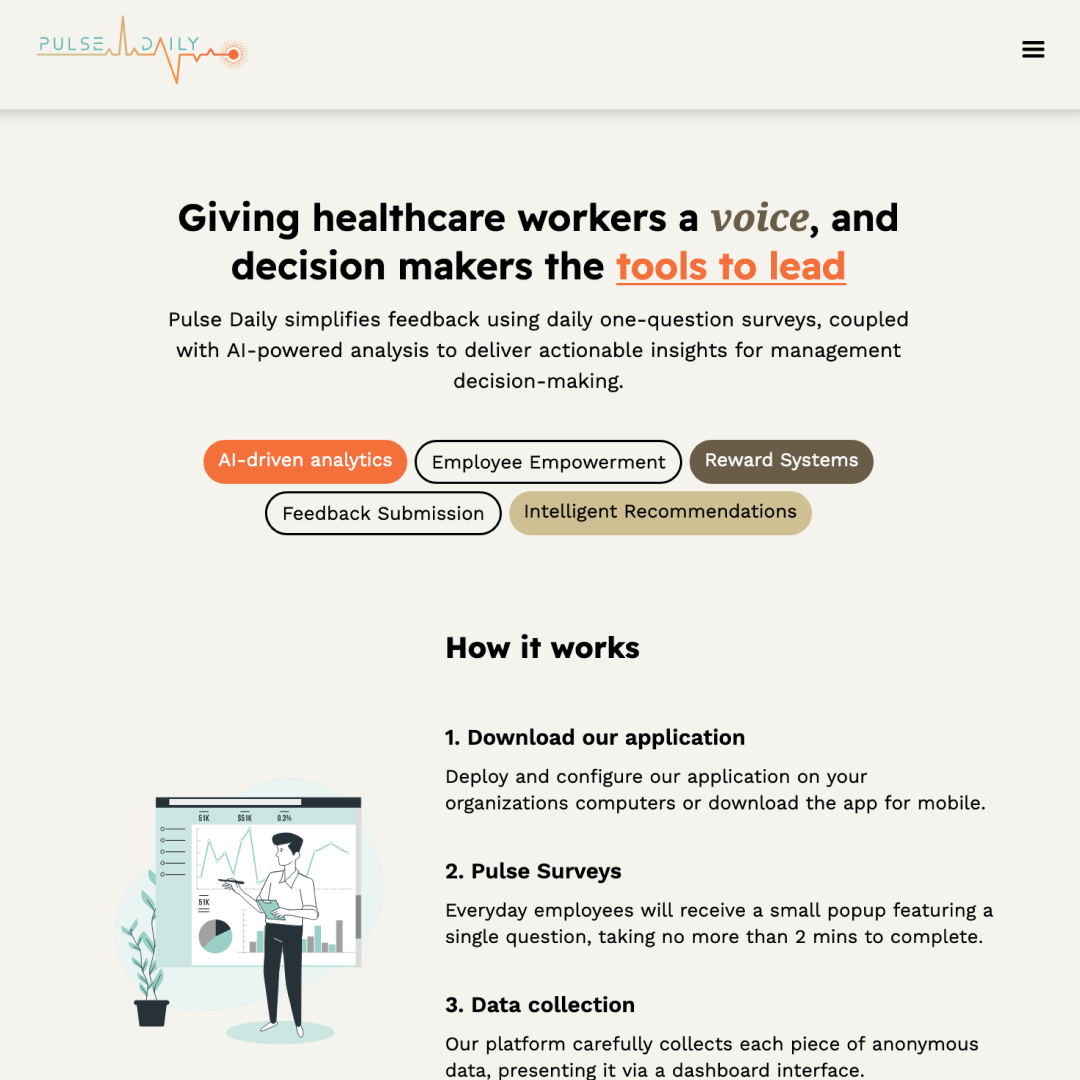 PULSE DAILY
Giving healthcare workers a voice, and
decision makers the tools to lead
Pulse Daily simplifies feedback using daily one-question surveys, coupled
with AI-powered analysis to deliver actionable insights for management
decision-making.
AI-driven analytics
Employee Empowerment
Reward Systems
Feedback Submission
Intelligent Recommendations
How it works
1. Download our application
Deploy and configure our application on your
organizations computers or download the app for mobile.
51K $51K 0.3%
51K
2. Pulse Surveys
Everyday employees will receive a small popup featuring a
single question, taking no more than 2 mins to complete.
3. Data collection
Our platform carefully collects each piece of anonymous
data, presenting it via a dashboard interface.